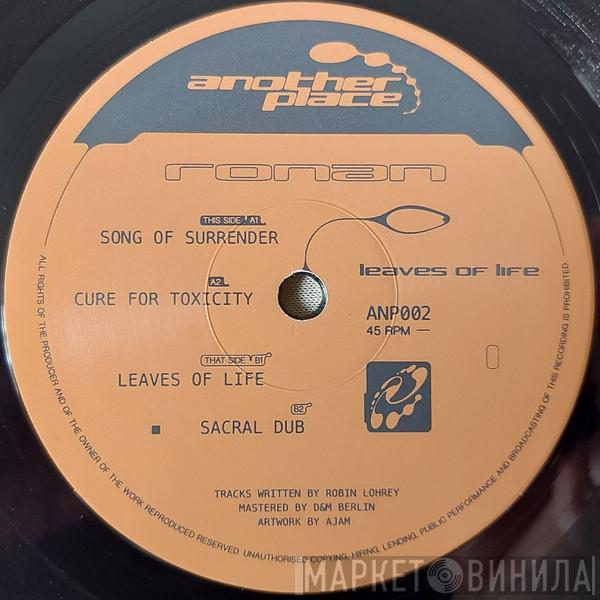 another
place
ronan
THIS SIDE A1
SONG OF SURRENDER
leaves of life
A2
CURE FOR TOXICITY
ANP002
45 RPM —
THAT SIDE B1
LEAVES OF LIFE
B2
SACRAL DUB
TRACKS WRITTEN BY ROBIN LOHREY
MASTERED BY D&M BERLIN
ARTWORK BY AJAM
ALL RIGHTS OF THE PRODUCER AND OF THE OWNER OF THE WORK REPRODUCED RESERVED. UNAUTHORISED COPYING, HIRING, LENDING, PUBLIC PERFORMANCE AND BROADCASTING OF THIS RECORDING IS PROHIBITED
МАРКЕТ ВИНИЛА